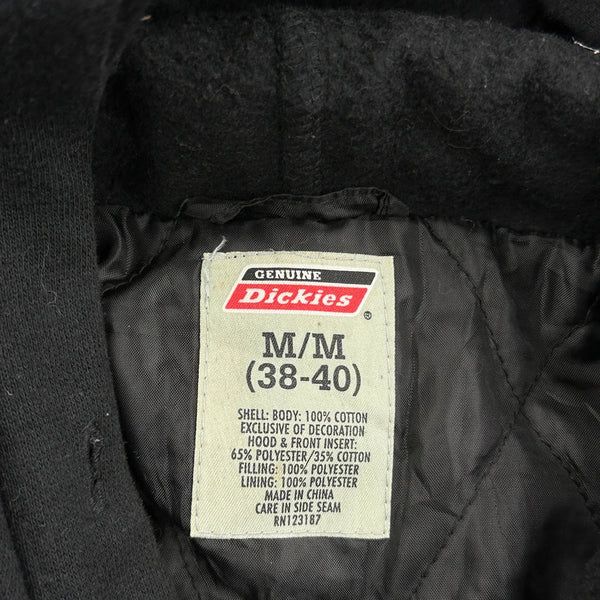 GENUINE
Dickies
®
M/M
(38-40)
SHELL: BODY: 100% COTTON
EXCLUSIVE OF DECORATION
HOOD & FRONT INSERT:
65% POLYESTER/35% COTTON
FILLING: 100% POLYESTER
LINING: 100% POLYESTER
MADE IN CHINA
CARE IN SIDE SEAM
RN123187